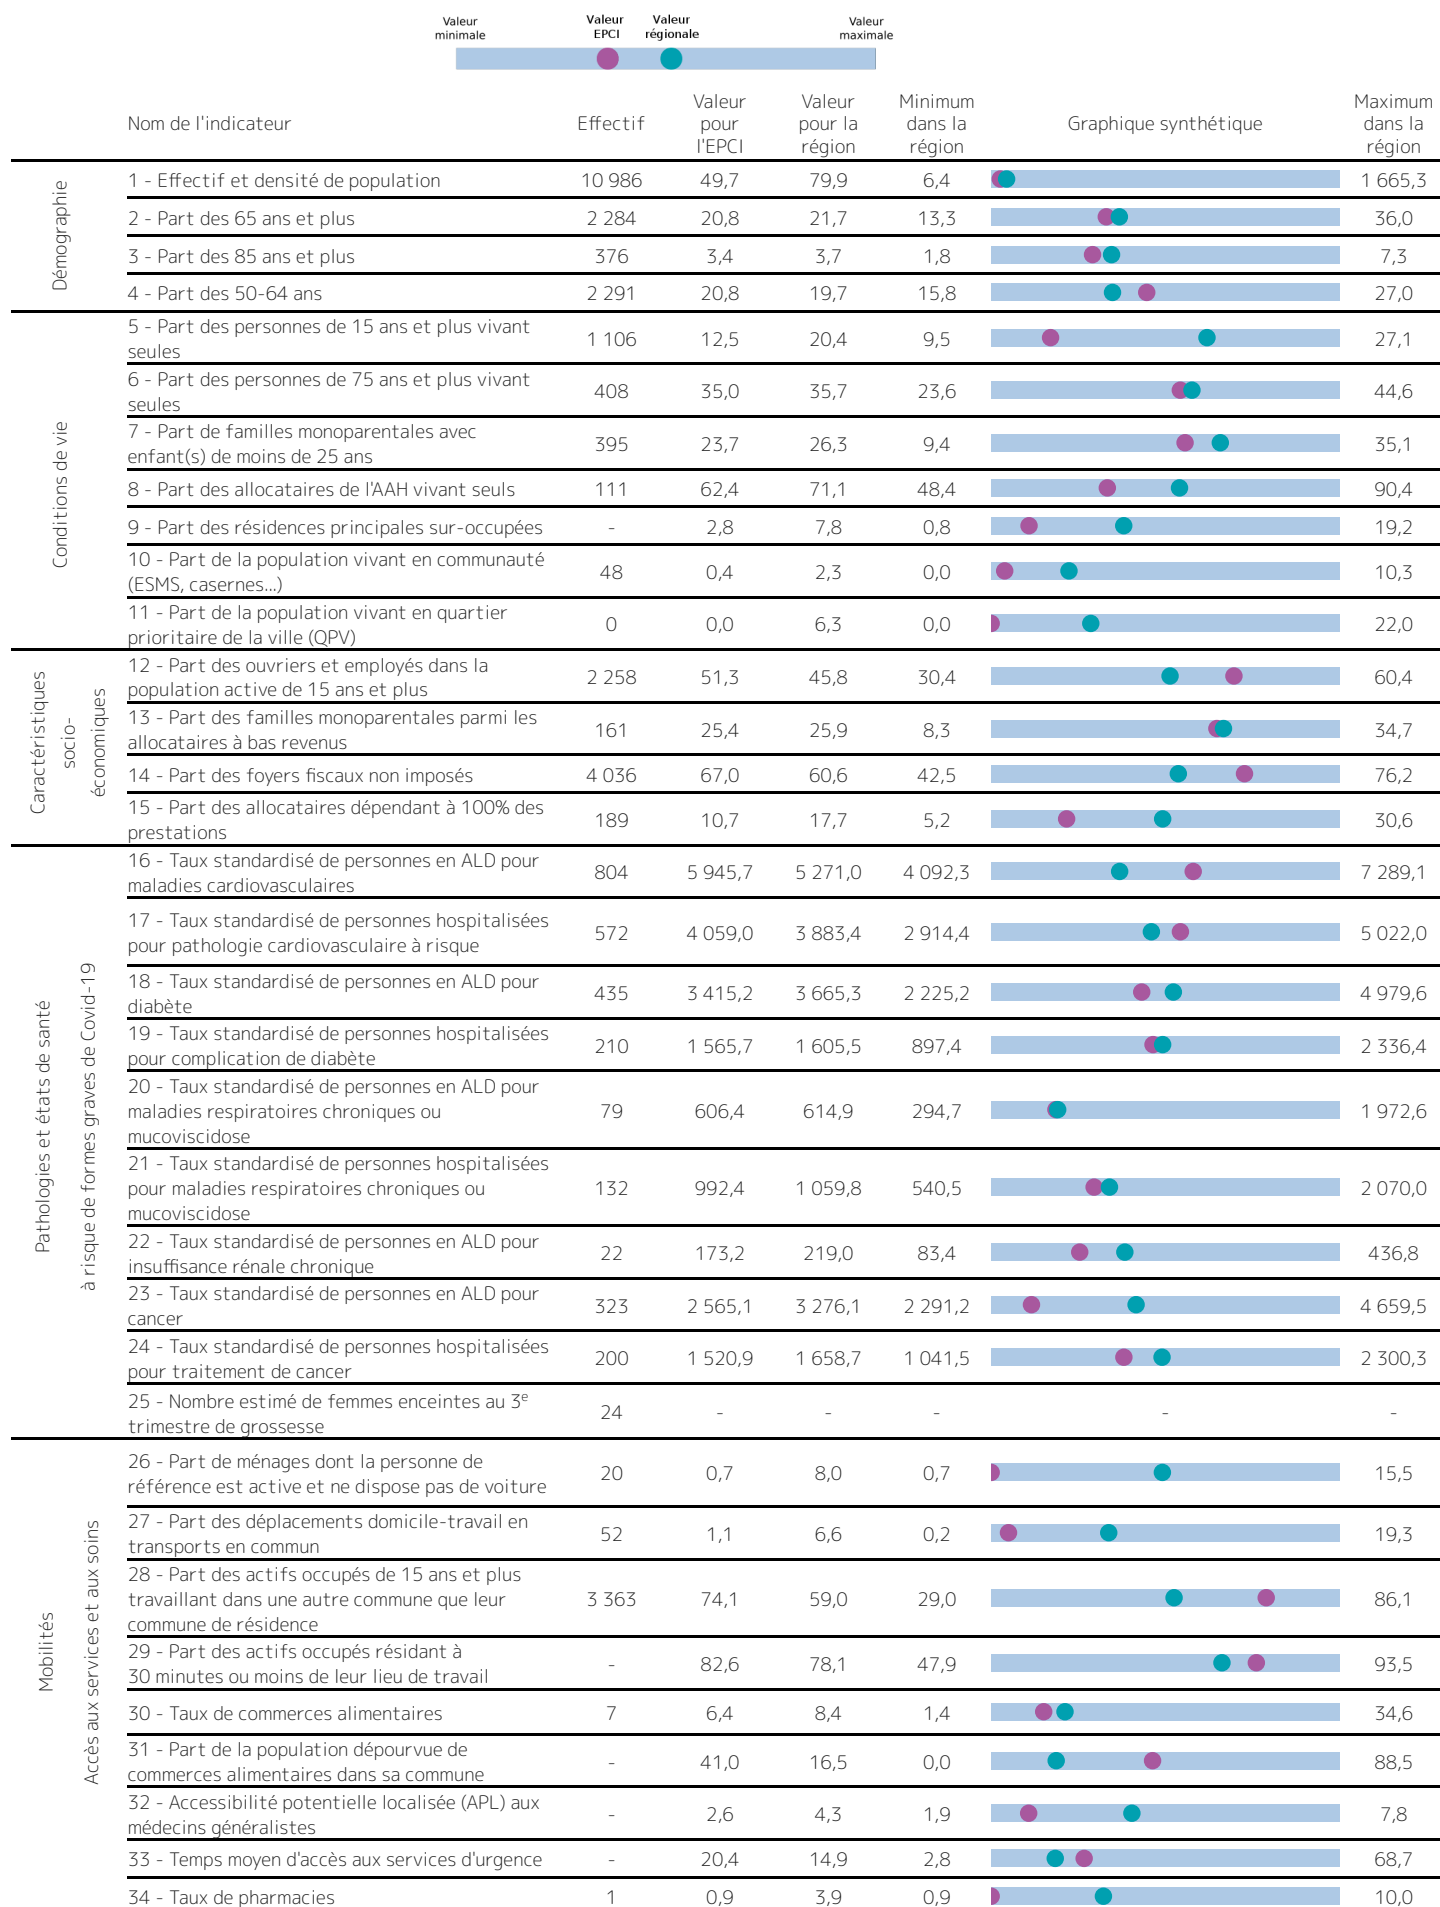 Valeur
minimale
Valeur
EPCI
Valeur
régionale
Valeur
maximale
Nom de l'indicateur
Effectif
Valeur
pour
l'EPCI
Valeur
pour la
région
Minimum
dans la
région
Graphique synthétique
Maximum
dans la
région
Démographie
1 - Effectif et densité de population 10 986 49,7 79,9 6,4 1 665,3
2 - Part des 65 ans et plus 2 284 20,8 21,7 13,3 36,0
3 - Part des 85 ans et plus 376 3,4 3,7 1,8 7,3
4 - Part des 50-64 ans 2 291 20,8 19,7 15,8 27,0
Conditions de vie
5 - Part des personnes de 15 ans et plus vivant
seules
1 106 12,5 20,4 9,5 27,1
6 - Part des personnes de 75 ans et plus vivant
seules
408 35,0 35,7 23,6 44,6
7 - Part de familles monoparentales avec
enfant(s) de moins de 25 ans
395 23,7 26,3 9,4 35,1
8 - Part des allocataires de l'AAH vivant seuls 111 62,4 71,1 48,4 90,4
9 - Part des résidences principales sur-occupées - 2,8 7,8 0,8 19,2
10 - Part de la population vivant en communauté
(ESMS, casernes...)
48 0,4 2,3 0,0 10,3
11 - Part de la population vivant en quartier
prioritaire de la ville (QPV)
0 0,0 6,3 0,0 22,0
Caractéristiques
socio-
économiques
12 - Part des ouvriers et employés dans la
population active de 15 ans et plus
2 258 51,3 45,8 30,4 60,4
13 - Part des familles monoparentales parmi les
allocataires à bas revenus
161 25,4 25,9 8,3 34,7
14 - Part des foyers fiscaux non imposés 4 036 67,0 60,6 42,5 76,2
15 - Part des allocataires dépendant à 100% des
prestations
189 10,7 17,7 5,2 30,6
Pathologies et états de santé
à risque de formes graves de Covid-19
16 - Taux standardisé de personnes en ALD pour
maladies cardiovasculaires
804 5 945,7 5 271,0 4 092,3 7 289,1
17 - Taux standardisé de personnes hospitalisées
pour pathologie cardiovasculaire à risque
572 4 059,0 3 883,4 2 914,4 5 022,0
18 - Taux standardisé de personnes en ALD pour
diabète
435 3 415,2 3 665,3 2 225,2 4 979,6
19 - Taux standardisé de personnes hospitalisées
pour complication de diabète
210 1 565,7 1 605,5 897,4 2 336,4
20 - Taux standardisé de personnes en ALD pour
maladies respiratoires chroniques ou
mucoviscidose
79 606,4 614,9 294,7 1 972,6
21 - Taux standardisé de personnes hospitalisées
pour maladies respiratoires chroniques ou
mucoviscidose
132 992,4 1 059,8 540,5 2 070,0
22 - Taux standardisé de personnes en ALD pour
insuffisance rénale chronique
22 173,2 219,0 83,4 436,8
23 - Taux standardisé de personnes en ALD pour
cancer
323 2 565,1 3 276,1 2 291,2 4 659,5
24 - Taux standardisé de personnes hospitalisées
pour traitement de cancer
200 1 520,9 1 658,7 1 041,5 2 300,3
25 - Nombre estimé de femmes enceintes au 3e
trimestre de grossesse
24 - - - - -
Mobilités
Accès aux services et aux soins
26 - Part de ménages dont la personne de
référence est active et ne dispose pas de voiture
20 0,7 8,0 0,7 15,5
27 - Part des déplacements domicile-travail en
transports en commun
52 1,1 6,6 0,2 19,3
28 - Part des actifs occupés de 15 ans et plus
travaillant dans une autre commune que leur
commune de résidence
3 363 74,1 59,0 29,0 86,1
29 - Part des actifs occupés résidant à
30 minutes ou moins de leur lieu de travail
- 82,6 78,1 47,9 93,5
30 - Taux de commerces alimentaires 7 6,4 8,4 1,4 34,6
31 - Part de la population dépourvue de
commerces alimentaires dans sa commune
- 41,0 16,5 0,0 88,5
32 - Accessibilité potentielle localisée (APL) aux
médecins généralistes
- 2,6 4,3 1,9 7,8
33 - Temps moyen d'accès aux services d'urgence - 20,4 14,9 2,8 68,7
34 - Taux de pharmacies 1 0,9 3,9 0,9 10,0